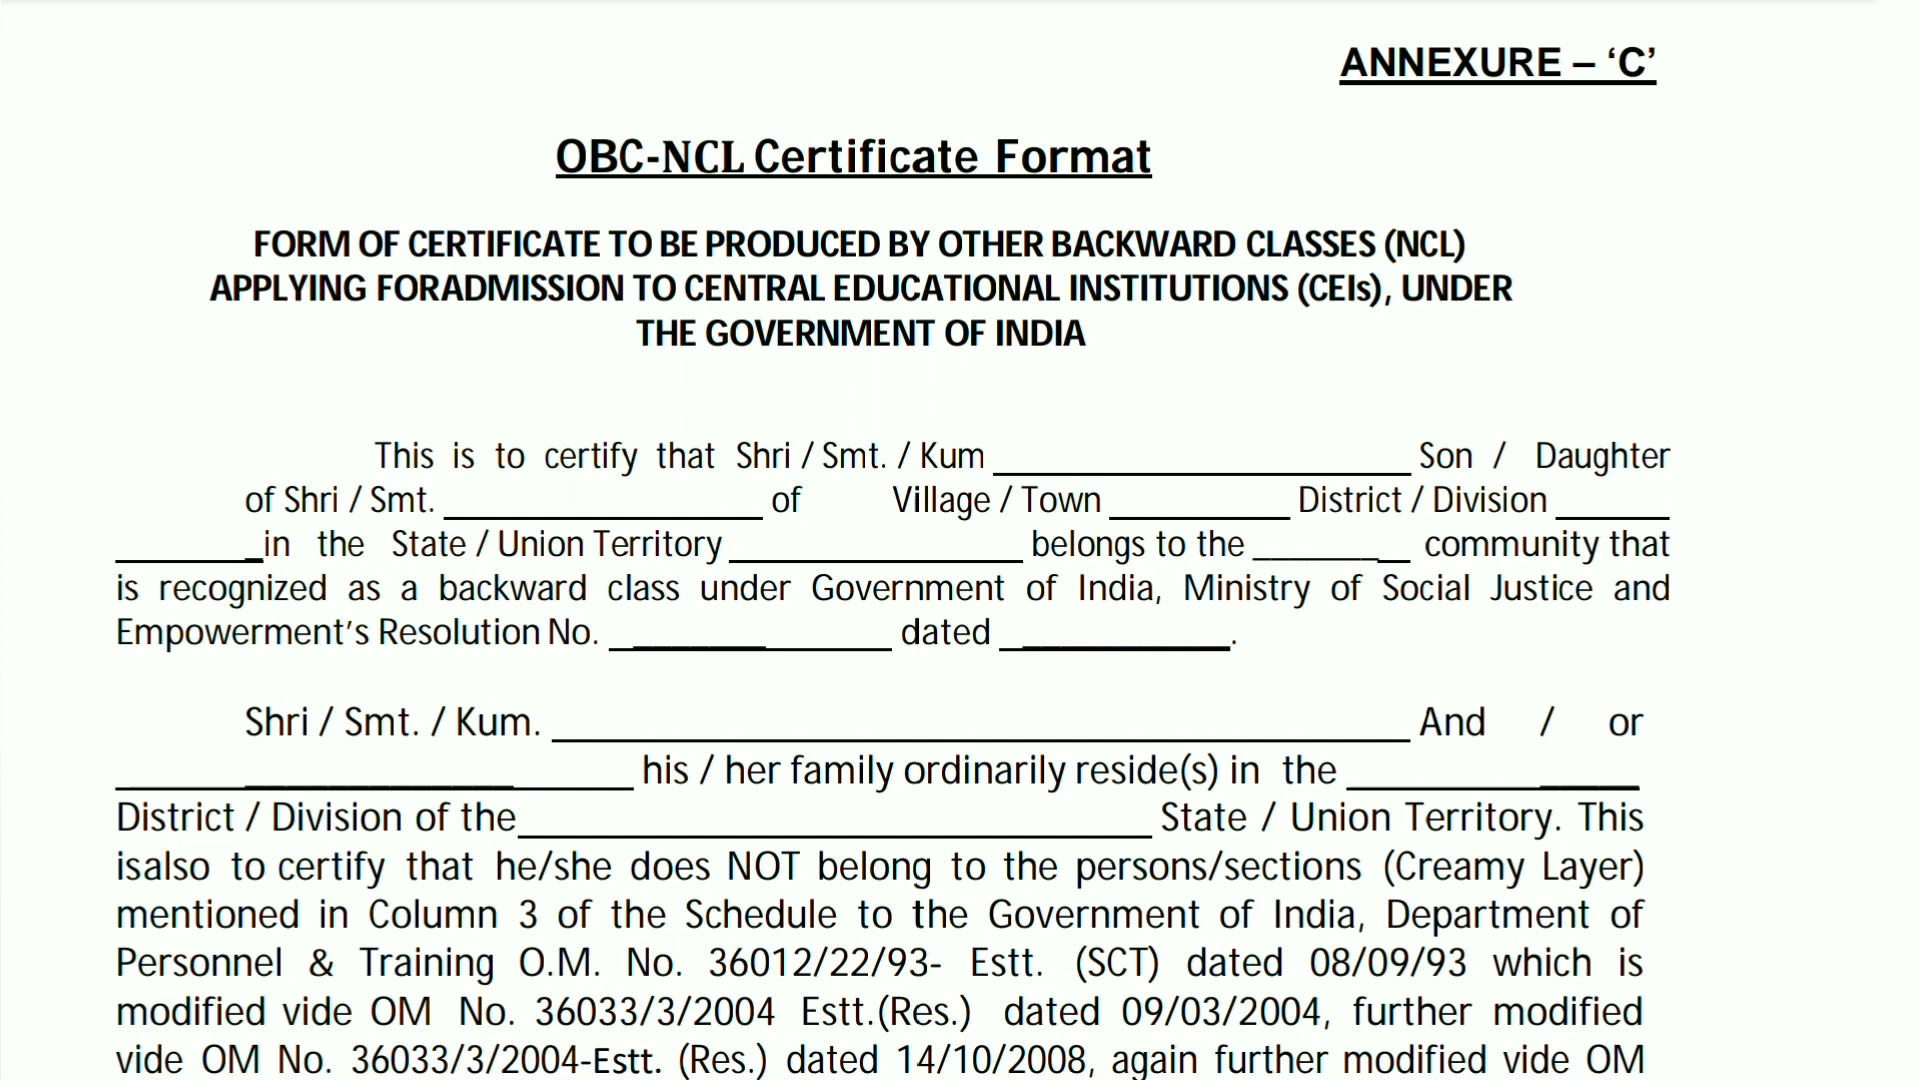 ANNEXURE – ‘C’
OBC-NCL Certificate Format
FORM OF CERTIFICATE TO BE PRODUCED BY OTHER BACKWARD CLASSES (NCL)
APPLYING FORADMISSION TO CENTRAL EDUCATIONAL INSTITUTIONS (CEIs), UNDER
THE GOVERNMENT OF INDIA
This is to certify that Shri / Smt. / Kum ____________________ Son / Daughter
of Shri / Smt. ________________ of Village / Town _________ District / Division ______
_______in the State / Union Territory ______________ belongs to the ________ community that
is recognized as a backward class under Government of India, Ministry of Social Justice and
Empowerment’s Resolution No. ______________ dated ____________.
Shri / Smt. / Kum. ________________________________________ And / or
________________________ his / her family ordinarily reside(s) in the ______________
District / Division of the______________________________ State / Union Territory. This
isalso to certify that he/she does NOT belong to the persons/sections (Creamy Layer)
mentioned in Column 3 of the Schedule to the Government of India, Department of
Personnel & Training O.M. No. 36012/22/93- Estt. (SCT) dated 08/09/93 which is
modified vide OM No. 36033/3/2004 Estt.(Res.) dated 09/03/2004, further modified
vide OM No. 36033/3/2004-Estt. (Res.) dated 14/10/2008, again further modified vide OM